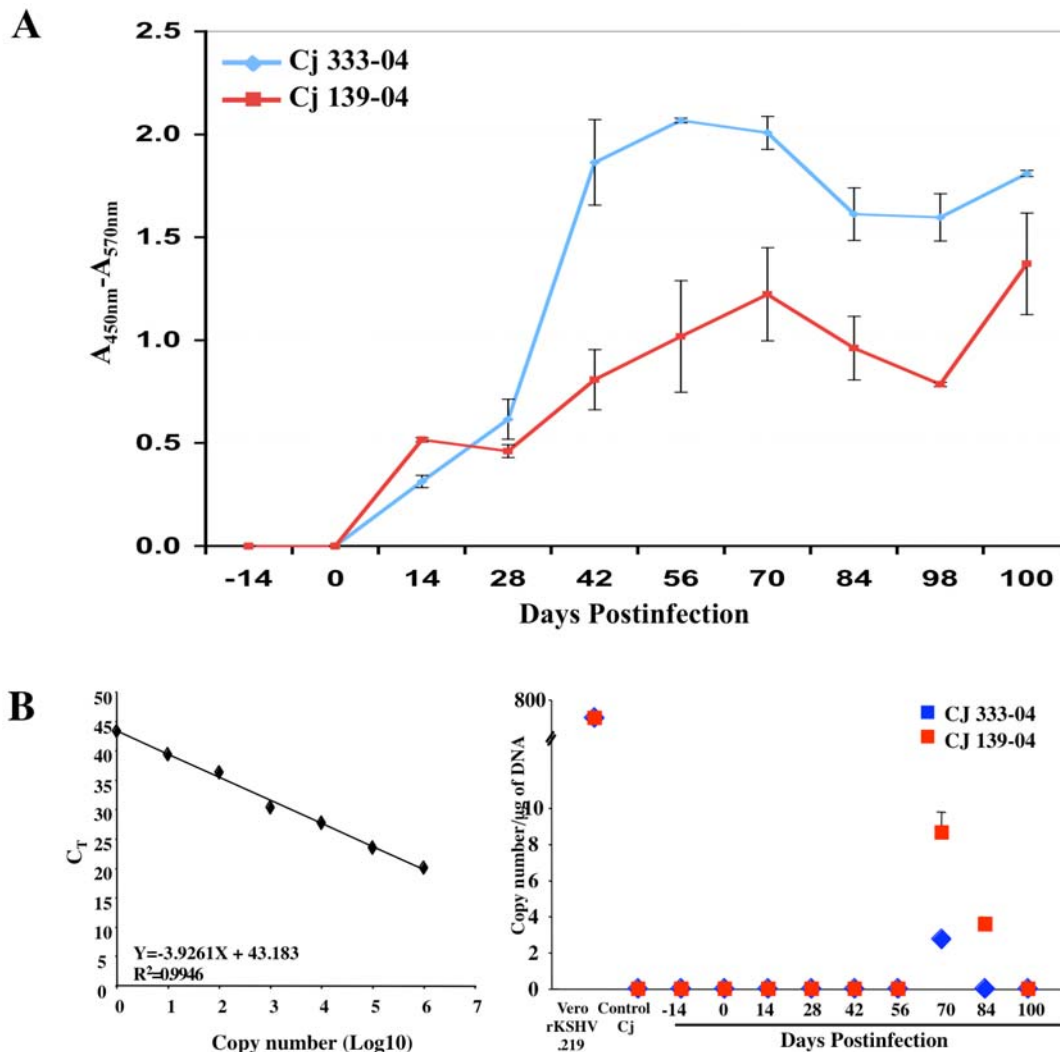 A
2.5
2.0
1.5
1.0
0.5
0.0
A450nm-A570nm
Cj 333-04
Cj 139-04
-14 0 14 28 42 56 70 84 98 100
Days Postinfection
B
50
45
40
35
30
25
20
15
10
5
0
CT
Y=-3.9261X + 43.183
R2=0.9946
0 1 2 3 4 5 6 7
Copy number (Log10)
800
10
8
6
4
2
0
Copy number/µg of DNA
CJ 333-04
CJ 139-04
Vero Control -14 0 14 28 42 56 70 84 100
rKSHV Cj
.219
Days Postinfection